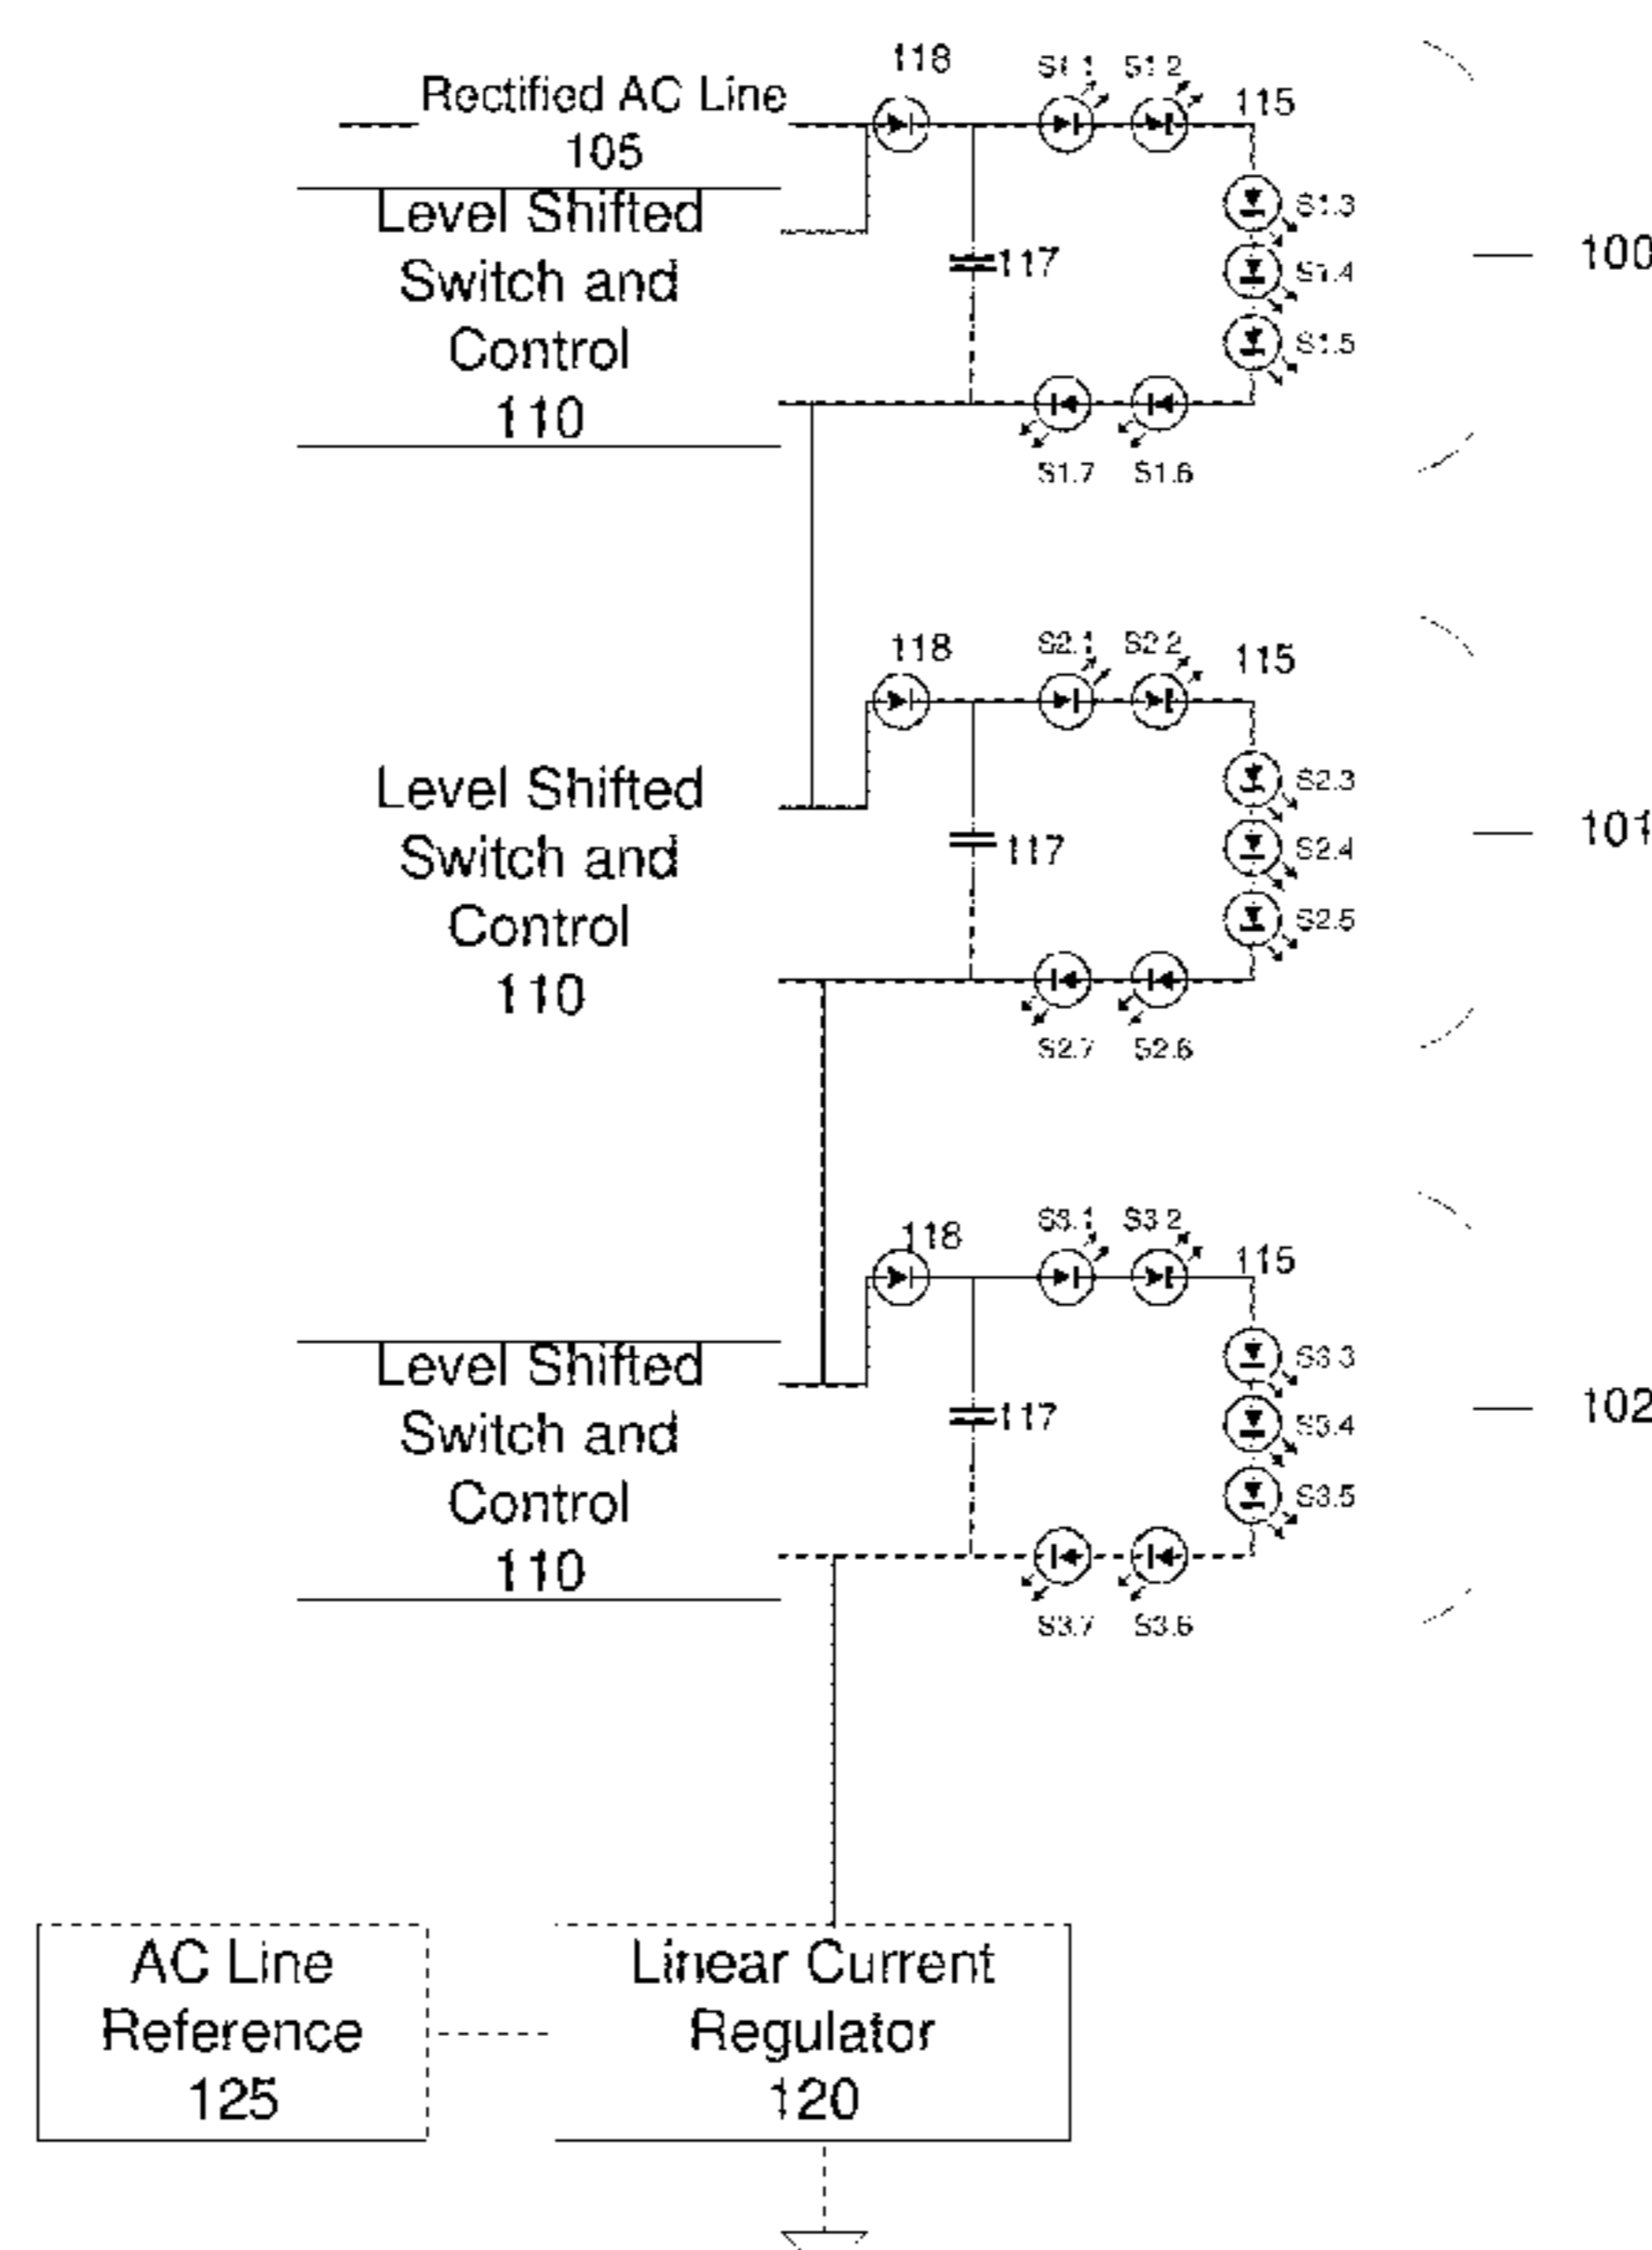 118
S1.1 S1.2
Rectified AC Line
105
115
Level Shifted
Switch and
Control
110
117
S1.3
S1.4
S1.5
100
S1.7 S1.6
118
S2.1 S2.2
115
Level Shifted
Switch and
Control
110
117
S2.3
S2.4
S2.5
101
S2.7 S2.6
118
S3.1 S3.2
115
Level Shifted
Switch and
Control
110
117
S3.3
S3.4
S3.5
102
S3.7 S3.6
AC Line
Reference
125
Linear Current
Regulator
120